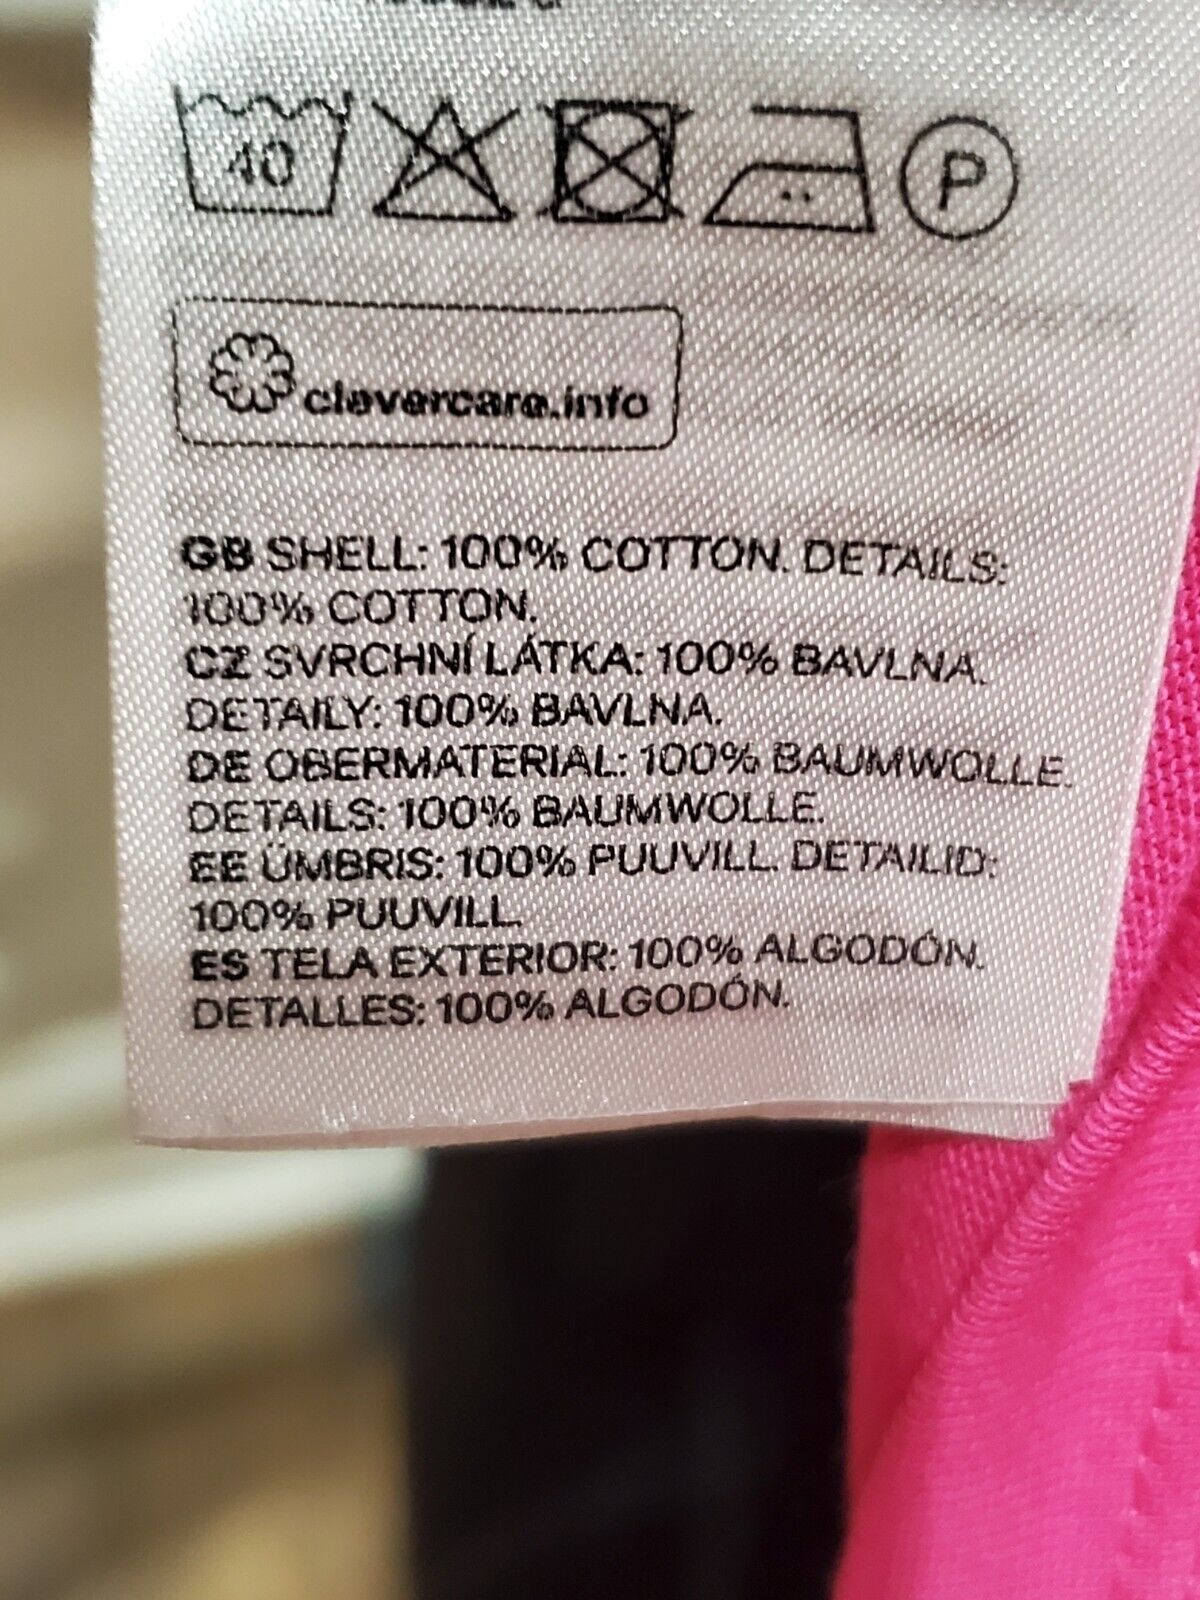 40
P
clevercare.info
GB SHELL: 100% COTTON. DETAILS:
100% COTTON.
CZ SVRCHNÍ LÁTKA: 100% BAVLNA.
DETAILY: 100% BAVLNA.
DE OBERMATERIAL: 100% BAUMWOLLE.
DETAILS: 100% BAUMWOLLE.
EE ÜMBRIS: 100% PUUVILL. DETAILID:
100% PUUVILL.
ES TELA EXTERIOR: 100% ALGODÓN.
DETALLES: 100% ALGODÓN.